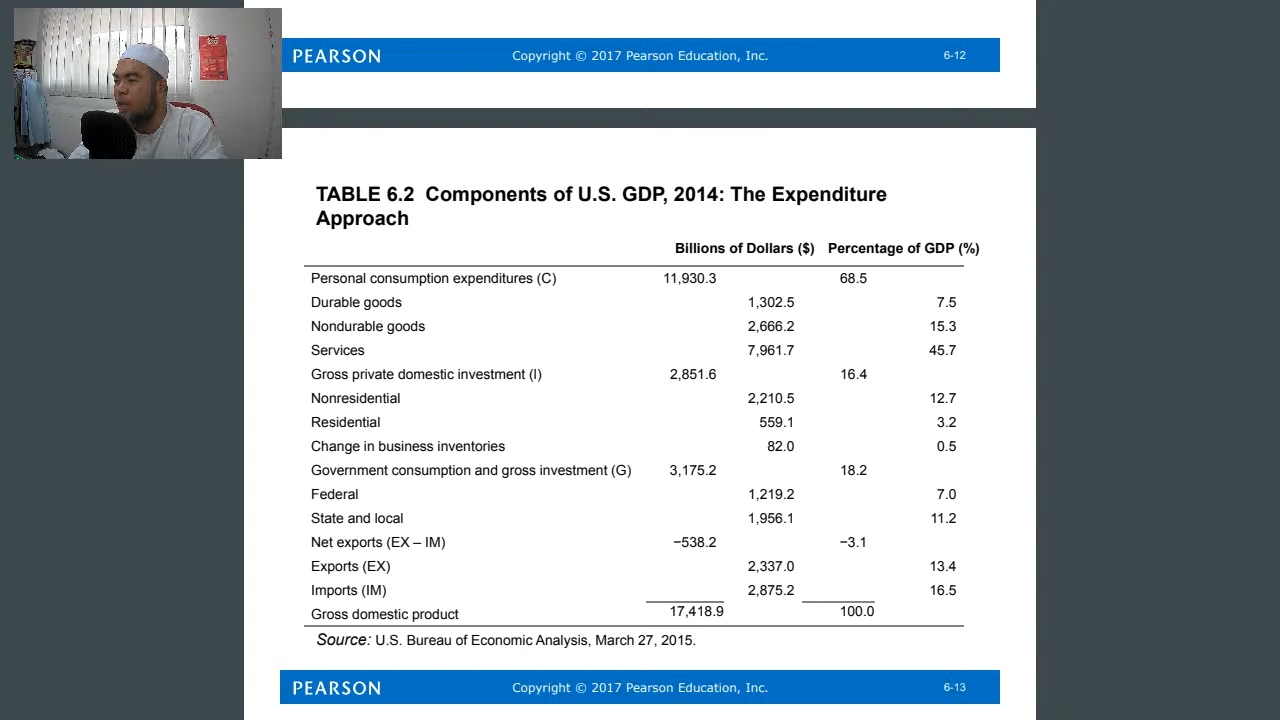 PEARSON Copyright © 2017 Pearson Education, Inc. 6-12
TABLE 6.2 Components of U.S. GDP, 2014: The Expenditure
Approach
Billions of Dollars ($) Percentage of GDP (%)
Personal consumption expenditures (C) 11,930.3 68.5
Durable goods 1,302.5 7.5
Nondurable goods 2,666.2 15.3
Services 7,961.7 45.7
Gross private domestic investment (I) 2,851.6 16.4
Nonresidential 2,210.5 12.7
Residential 559.1 3.2
Change in business inventories 82.0 0.5
Government consumption and gross investment (G) 3,175.2 18.2
Federal 1,219.2 7.0
State and local 1,956.1 11.2
Net exports (EX – IM) −538.2 −3.1
Exports (EX) 2,337.0 13.4
Imports (IM) 2,875.2 16.5
Gross domestic product 17,418.9 100.0
Source: U.S. Bureau of Economic Analysis, March 27, 2015.
PEARSON Copyright © 2017 Pearson Education, Inc. 6-13